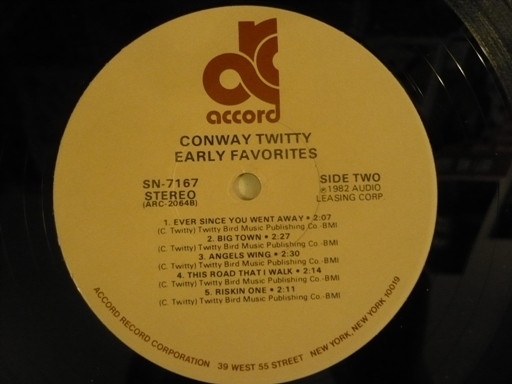 accord
CONWAY TWITTY
EARLY FAVORITES
SN-7167
STEREO
(ARC-2064B)
SIDE TWO
℗1982 AUDIO
LEASING CORP.
1. EVER SINCE YOU WENT AWAY • 2:07
(C. Twitty) Twitty Bird Music Publishing Co.-BMI
2. BIG TOWN • 2:27
(C. Twitty) Twitty Bird Music Publishing Co.-BMI
3. ANGELS WING • 2:30
(C. Twitty) Twitty Bird Music Publishing Co.-BMI
4. THIS ROAD THAT I WALK • 2:14
(C. Twitty) Twitty Bird Music Publishing Co.-BMI
5. RISKIN ONE • 2:11
(C. Twitty) Twitty Bird Music Publishing Co.-BMI
ACCORD RECORD CORPORATION 39 WEST 55 STREET NEW YORK, NEW YORK 10019